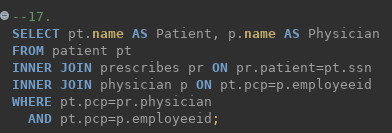 --17.
SELECT pt.name AS Patient, p.name AS Physician
FROM patient pt
INNER JOIN prescribes pr ON pr.patient=pt.ssn
INNER JOIN physician p ON pt.pcp=p.employeeid
WHERE pt.pcp=pr.physician
  AND pt.pcp=p.employeeid;